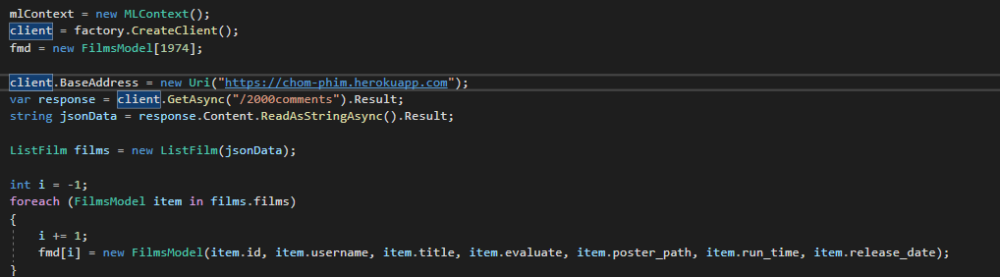 mlContext = new MLContext();
client = factory.CreateClient();
fmd = new FilmsModel[1974];
client.BaseAddress = new Uri("https://chom-phim.herokuapp.com");
var response = client.GetAsync("/2000comments").Result;
string jsonData = response.Content.ReadAsStringAsync().Result;
ListFilm films = new ListFilm(jsonData);
int i = -1;
foreach (FilmsModel item in films.films)
{
i += 1;
fmd[i] = new FilmsModel(item.id, item.username, item.title, item.evaluate, item.poster_path, item.run_time, item.release_date);
}